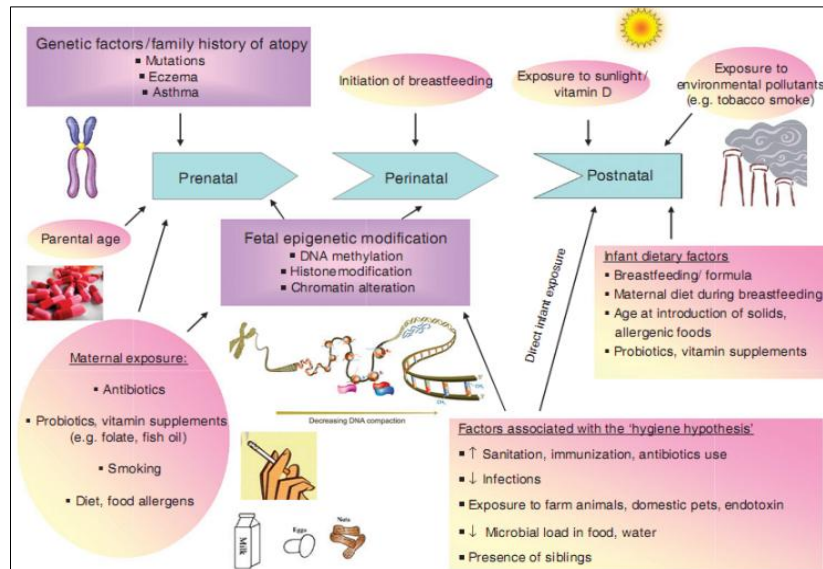 Genetic factors/family history of atopy
▪ Mutations
▪ Eczema
▪ Asthma
Initiation of breastfeeding
Exposure to sunlight/
vitamin D
Exposure to
environmental pollutants
(e.g. tobacco smoke)
Prenatal
Perinatal
Postnatal
Parental age
Fetal epigenetic modification
▪ DNA methylation
▪ Histone modification
▪ Chromatin alteration
Direct infant exposure
Infant dietary factors
▪ Breastfeeding/ formula
▪ Maternal diet during breastfeeding
▪ Age at introduction of solids,
allergenic foods
▪ Probiotics, vitamin supplements
Maternal exposure:
▪ Antibiotics
▪ Probiotics, vitamin supplements
(e.g. folate, fish oil)
▪ Smoking
▪ Diet, food allergens
Decreasing DNA compaction
Milk
Eggs
Nuts
Factors associated with the ‘hygiene hypothesis’
▪ ↑ Sanitation, immunization, antibiotics use
▪ ↓ Infections
▪ Exposure to farm animals, domestic pets, endotoxin
▪ ↓ Microbial load in food, water
▪ Presence of siblings